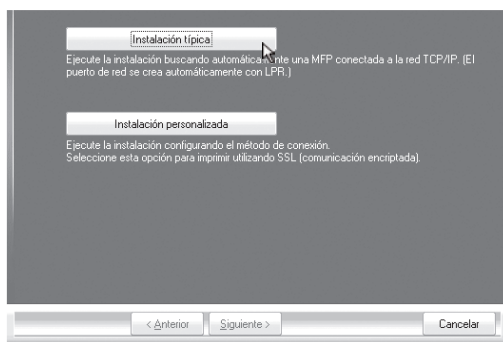 Instalación típica
Ejecute la instalación buscando automática nte una MFP conectada a la red TCP/IP. (El
puerto de red se crea automáticamente con LPR.)
Instalación personalizada
Ejecute la instalación configurando el método de conexión.
Seleccione esta opción para imprimir utilizando SSL (comunicación encriptada).
< Anterior
Siguiente >
Cancelar